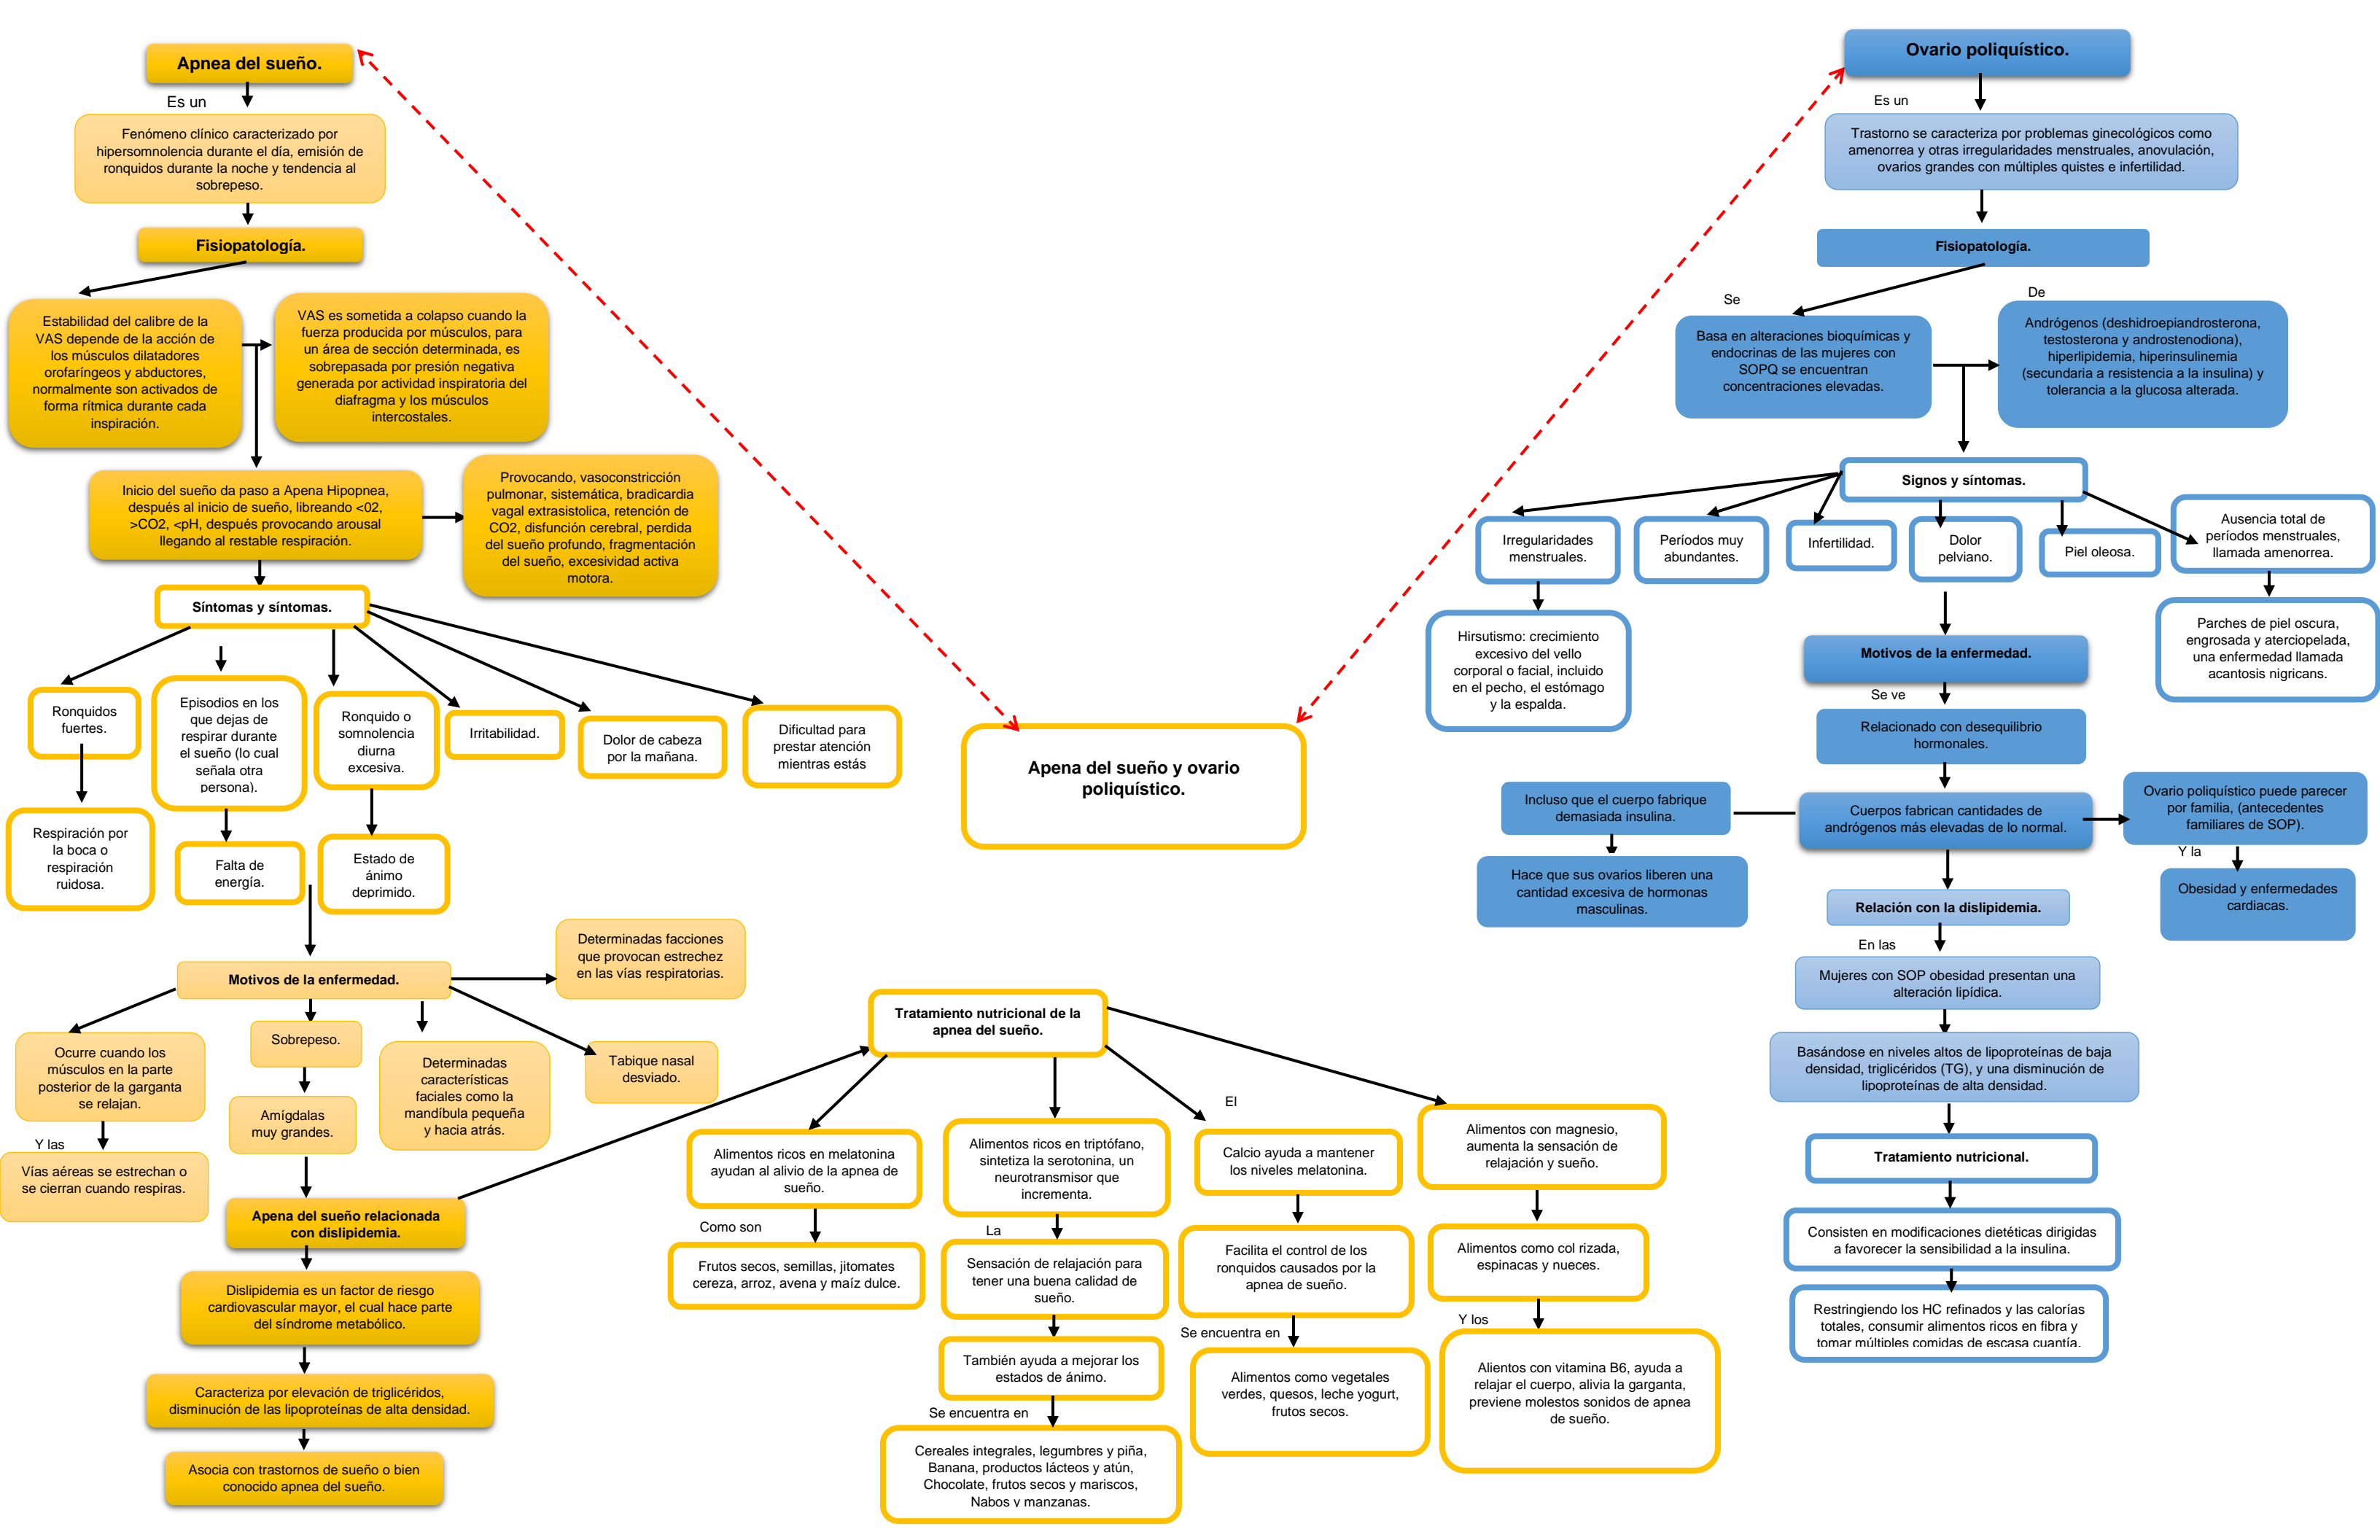 Apnea del sueño.
Es un
Fenómeno clínico caracterizado por
hipersomnolencia durante el día, emisión de
ronquidos durante la noche y tendencia al
sobrepeso.
Fisiopatología.
Estabilidad del calibre de la
VAS depende de la acción de
los músculos dilatadores
orofaríngeos y abductores,
normalmente son activados de
forma rítmica durante cada
inspiración.
VAS es sometida a colapso cuando la
fuerza producida por músculos, para
un área de sección determinada, es
sobrepasada por presión negativa
generada por actividad inspiratoria del
diafragma y los músculos
intercostales.
Inicio del sueño da paso a Apena Hipopnea,
después al inicio de sueño, libreando <02,
>CO2, <pH, después provocando arousal
llegando al restable respiración.
Provocando, vasoconstricción
pulmonar, sistemática, bradicardia
vagal extrasistolica, retención de
CO2, disfunción cerebral, perdida
del sueño profundo, fragmentación
del sueño, excesividad activa
motora.
Síntomas y síntomas.
Ronquidos
fuertes.
Respiración por
la boca o
respiración
ruidosa.
Episodios en los
que dejas de
respirar durante
el sueño (lo cual
señala otra
persona).
Falta de
energía.
Ronquido o
somnolencia
diurna
excesiva.
Estado de
ánimo
deprimido.
Irritabilidad.
Dolor de cabeza
por la mañana.
Dificultad para
prestar atención
mientras estás
Motivos de la enfermedad.
Determinadas facciones
que provocan estrechez
en las vías respiratorias.
Ocurre cuando los
músculos en la parte
posterior de la garganta
se relajan.
Y las
Vías aéreas se estrechan o
se cierran cuando respiras.
Sobrepeso.
Amígdalas
muy grandes.
Determinadas
características
faciales como la
mandíbula pequeña
y hacia atrás.
Tabique nasal
desviado.
Apena del sueño relacionada
con dislipidemia.
Dislipidemia es un factor de riesgo
cardiovascular mayor, el cual hace parte
del síndrome metabólico.
Caracteriza por elevación de triglicéridos,
disminución de las lipoproteínas de alta densidad.
Asocia con trastornos de sueño o bien
conocido apnea del sueño.
Apena del sueño y ovario
poliquístico.
Tratamiento nutricional de la
apnea del sueño.
Alimentos ricos en melatonina
ayudan al alivio de la apnea de
sueño.
Como son
Frutos secos, semillas, jitomates
cereza, arroz, avena y maíz dulce.
Alimentos ricos en triptófano,
sintetiza la serotonina, un
neurotransmisor que
incrementa.
La
Sensación de relajación para
tener una buena calidad de
sueño.
También ayuda a mejorar los
estados de ánimo.
Se encuentra en
Cereales integrales, legumbres y piña,
Banana, productos lácteos y atún,
Chocolate, frutos secos y mariscos,
Nabos y manzanas.
El
Calcio ayuda a mantener
los niveles melatonina.
Facilita el control de los
ronquidos causados por la
apnea de sueño.
Se encuentra en
Alimentos como vegetales
verdes, quesos, leche yogurt,
frutos secos.
Alimentos con magnesio,
aumenta la sensación de
relajación y sueño.
Alimentos como col rizada,
espinacas y nueces.
Y los
Alientos con vitamina B6, ayuda a
relajar el cuerpo, alivia la garganta,
previene molestos sonidos de apnea
de sueño.
Ovario poliquístico.
Es un
Trastorno se caracteriza por problemas ginecológicos como
amenorrea y otras irregularidades menstruales, anovulación,
ovarios grandes con múltiples quistes e infertilidad.
Fisiopatología.
Se
Basa en alteraciones bioquímicas y
endocrinas de las mujeres con
SOPQ se encuentran
concentraciones elevadas.
De
Andrógenos (deshidroepiandrosterona,
testosterona y androstenodiona),
hiperlipidemia, hiperinsulinemia
(secundaria a resistencia a la insulina) y
tolerancia a la glucosa alterada.
Signos y síntomas.
Irregularidades
menstruales.
Hirsutismo: crecimiento
excesivo del vello
corporal o facial, incluido
en el pecho, el estómago
y la espalda.
Períodos muy
abundantes.
Infertilidad.
Dolor
pelviano.
Piel oleosa.
Ausencia total de
períodos menstruales,
llamada amenorrea.
Parches de piel oscura,
engrosada y aterciopelada,
una enfermedad llamada
acantosis nigricans.
Motivos de la enfermedad.
Se ve
Relacionado con desequilibrio
hormonales.
Cuerpos fabrican cantidades de
andrógenos más elevadas de lo normal.
Incluso que el cuerpo fabrique
demasiada insulina.
Hace que sus ovarios liberen una
cantidad excesiva de hormonas
masculinas.
Ovario poliquístico puede parecer
por familia, (antecedentes
familiares de SOP).
Y la
Obesidad y enfermedades
cardiacas.
Relación con la dislipidemia.
En las
Mujeres con SOP obesidad presentan una
alteración lipídica.
Basándose en niveles altos de lipoproteínas de baja
densidad, triglicéridos (TG), y una disminución de
lipoproteínas de alta densidad.
Tratamiento nutricional.
Consisten en modificaciones dietéticas dirigidas
a favorecer la sensibilidad a la insulina.
Restringiendo los HC refinados y las calorías
totales, consumir alimentos ricos en fibra y
tomar múltiples comidas de escasa cuantía.